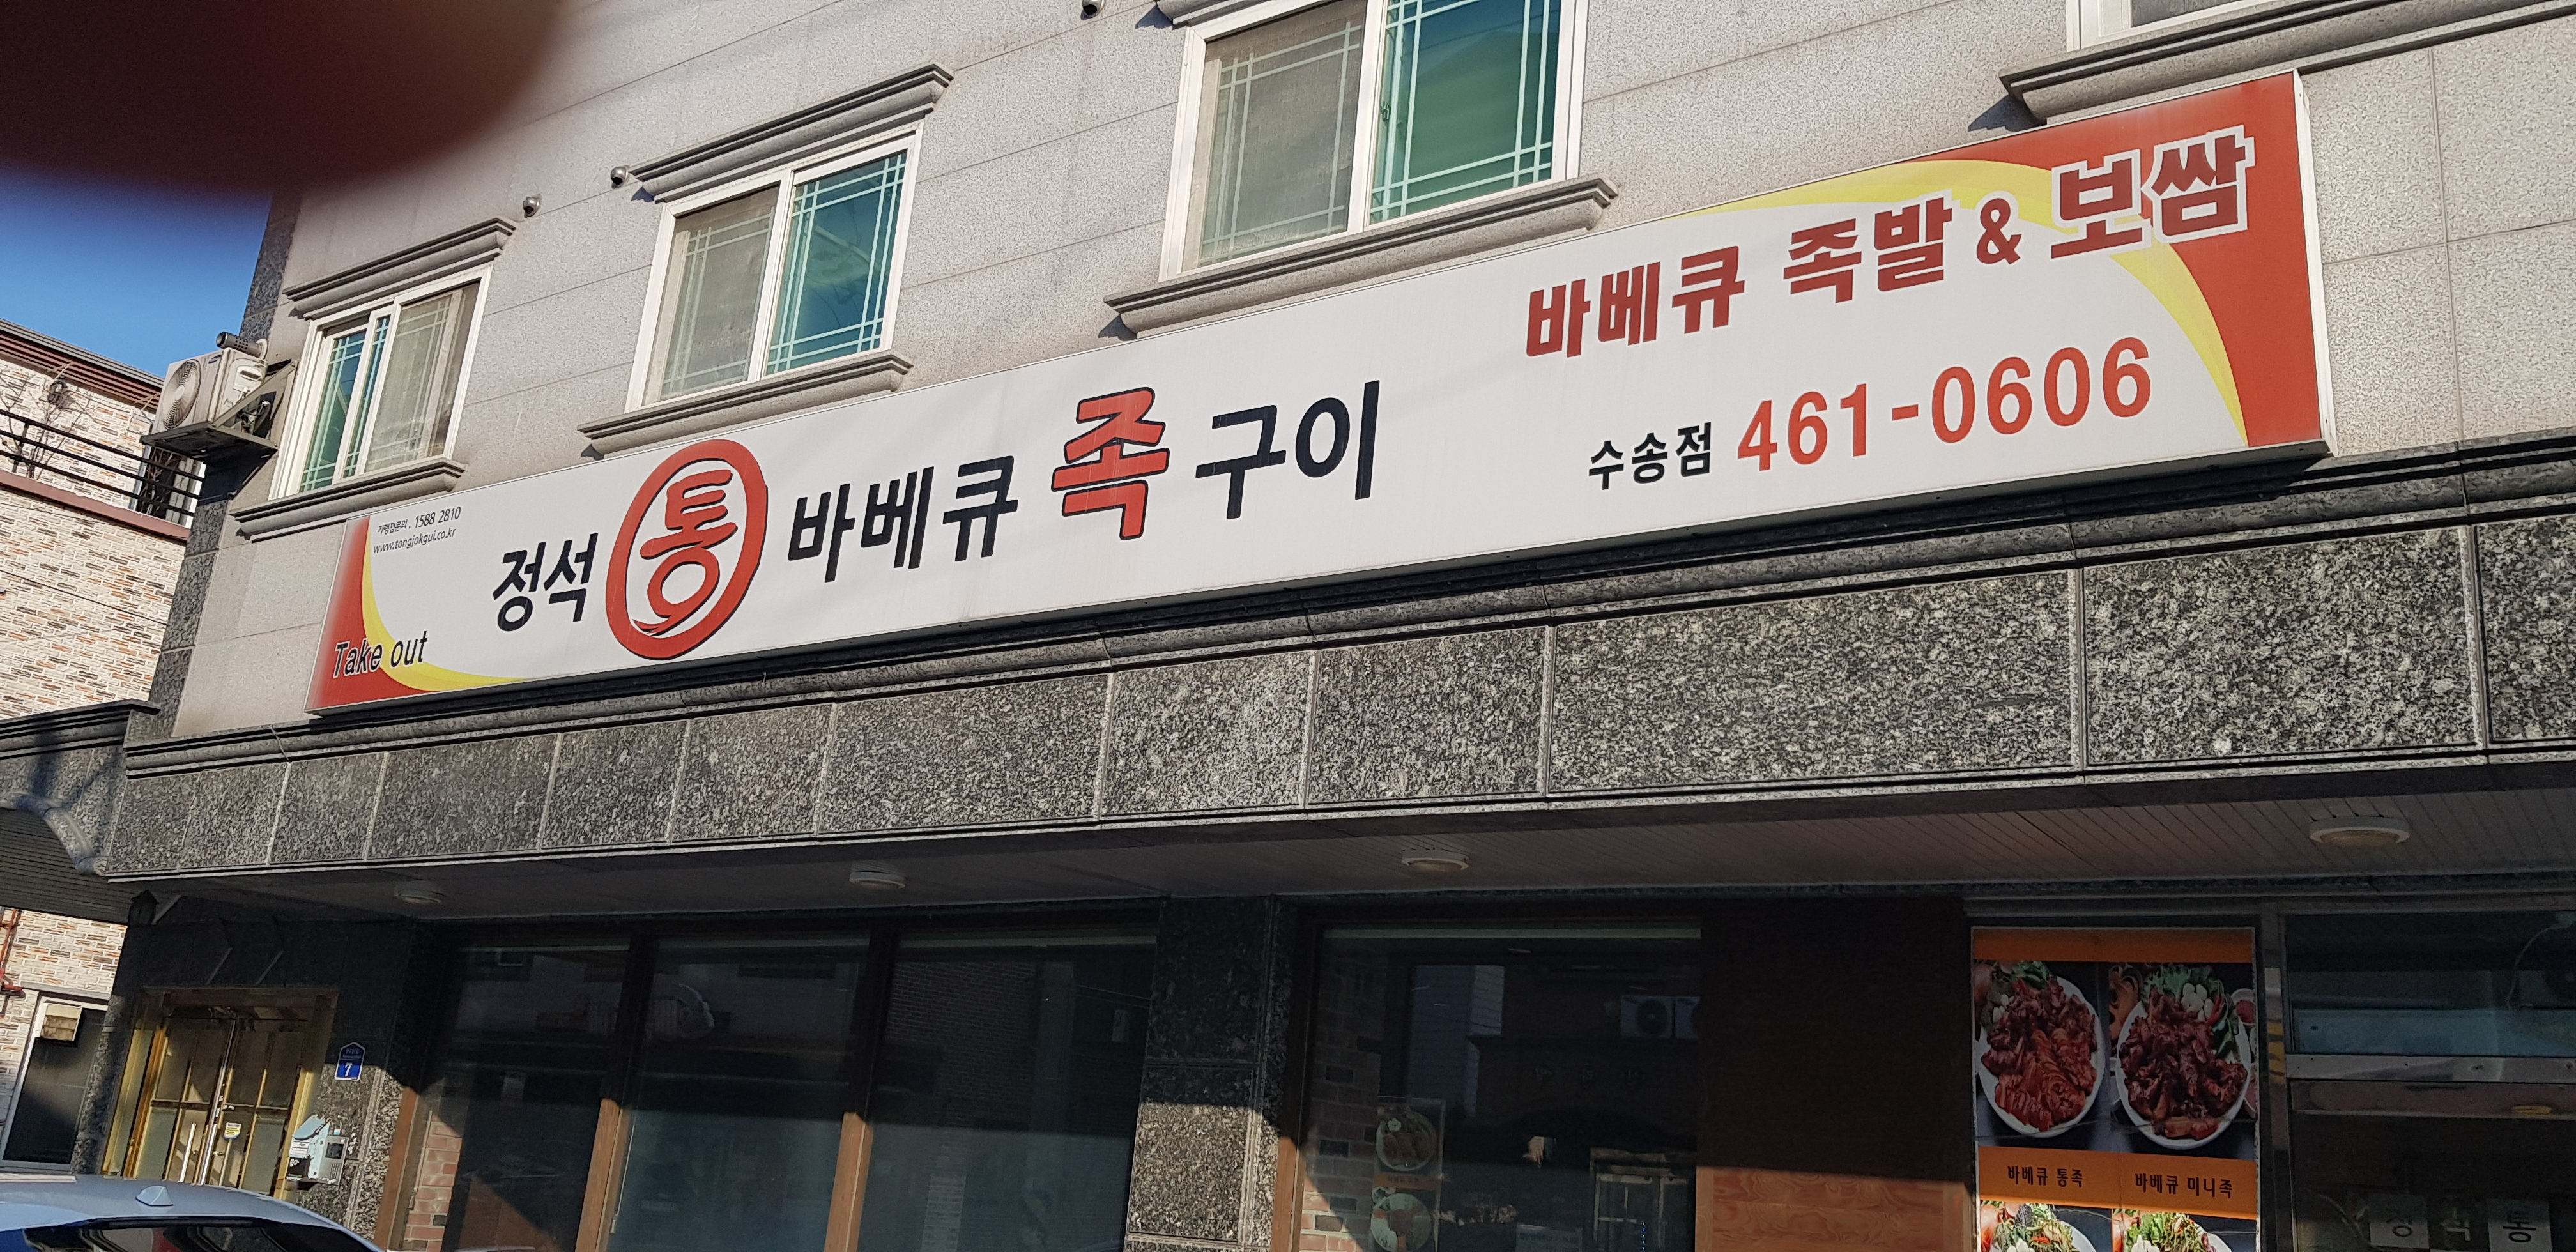 가맹점문의 . 1588 2810
www.tongjokgui.co.kr
Take out
정석 통 바베큐 족구이
바베큐 족발 & 보쌈
수송점 461-0606
7
바베큐 통족
바베큐 미니족